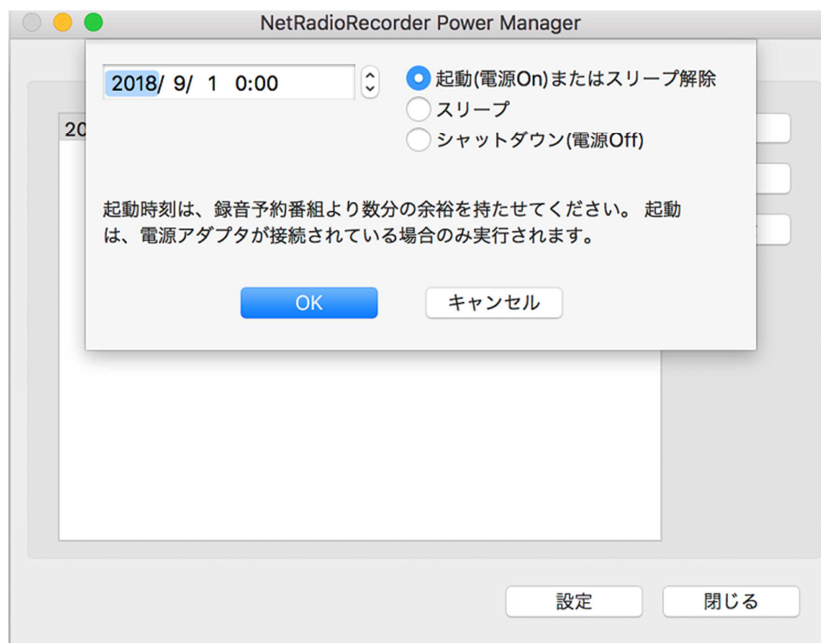 NetRadioRecorder Power Manager
2018/ 9/ 1 0:00
起動(電源On)またはスリープ解除
スリープ
シャットダウン(電源Off)
20
起動時刻は、録音予約番組より数分の余裕を持たせてください。 起動
は、電源アダプタが接続されている場合のみ実行されます。
OK
キャンセル
設定
閉じる